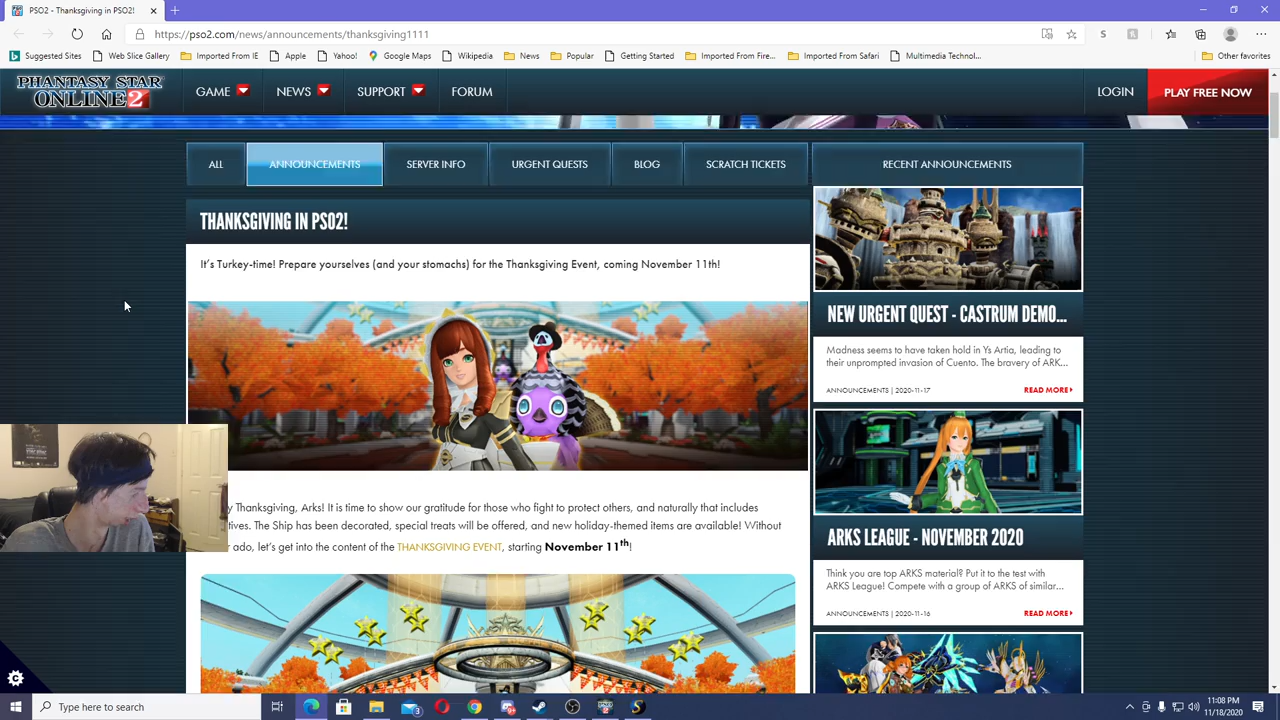 PSO2 - Thanksgiving in PSO2!
https://pso2.com/news/announcements/thanksgiving1111
Suggested Sites
Web Slice Gallery
Imported From IE
Apple
Yahoo!
Google Maps
Wikipedia
News
Popular
Getting Started
Imported From Fire...
Imported From Safari
Multimedia Technol...
Other favorites
PHANTASY STAR
ONLINE 2
GAME
NEWS
SUPPORT
FORUM
LOGIN
PLAY FREE NOW
ALL
ANNOUNCEMENTS
SERVER INFO
URGENT QUESTS
BLOG
SCRATCH TICKETS
RECENT ANNOUNCEMENTS
THANKSGIVING IN PSO2!
It's Turkey-time! Prepare yourselves (and your stomachs) for the Thanksgiving Event, coming November 11th!
y Thanksgiving, Arks! It is time to show our gratitude for those who fight to protect others, and naturally that includes
tives. The Ship has been decorated, special treats will be offered, and new holiday-themed items are available! Without
r ado, let's get into the content of the THANKSGIVING EVENT, starting November 11th!
NEW URGENT QUEST - CASTRUM DEMO...
Madness seems to have taken hold in Ys Artia, leading to
their unprompted invasion of Cuento. The bravery of ARK...
ANNOUNCEMENTS | 2020-11-17
READ MORE
ARKS LEAGUE - NOVEMBER 2020
Think you are top ARKS material? Put it to the test with
ARKS League! Compete with a group of ARKS of similar...
ANNOUNCEMENTS | 2020-11-16
READ MORE
Type here to search
11:08 PM
11/18/2020